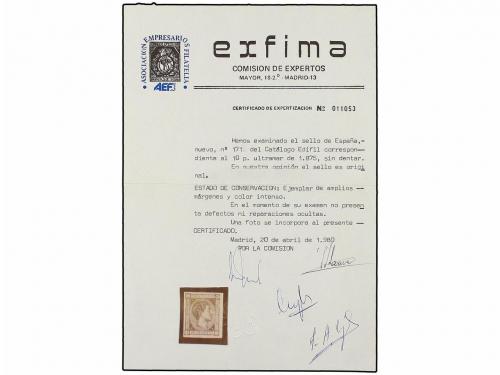 ASOCIACION EMPRESARIOS FILATELIA
AEF
exfima
COMISION DE EXPERTOS
MAYOR, 18-2.º - MADRID-13
CERTIFICADO DE EXPERTIZACION Nº 011053
Hemos examinado el sello de España,
nuevo, nº 171 del Catálogo Edifil correspon-
diente al 10 p. ultramar de 1.875, sin dentar.
En nuestra opinión el sello es origi
nal.
ESTADO DE CONSERVACION: Ejemplar de amplios
márgenes y color intenso.
En el momento de su examen no presen
ta defectos ni reparaciones ocultas.
Una foto se incorpora al presente
CERTIFICADO.
Madrid, 20 de abril de 1.980
POR LA COMISION